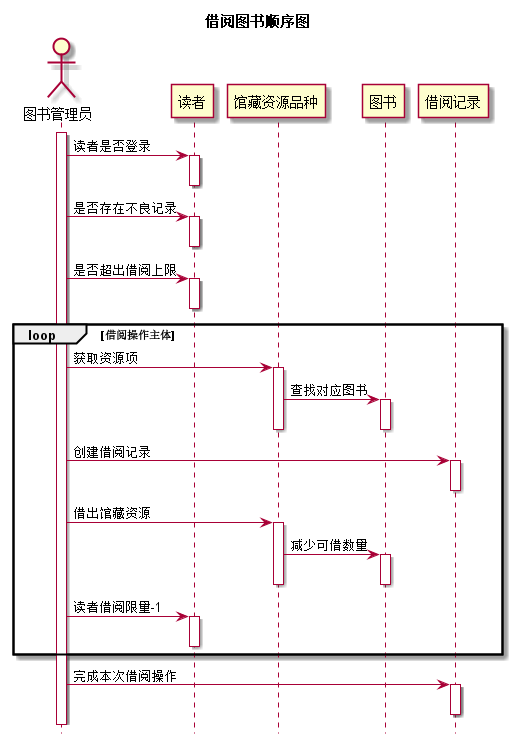 借阅图书顺序图
图书管理员
读者
馆藏资源品种
图书
借阅记录
读者是否登录
是否存在不良记录
是否超出借阅上限
loop [借阅操作主体]
获取资源项
查找对应图书
创建借阅记录
借出馆藏资源
减少可借数量
读者借阅限量-1
完成本次借阅操作